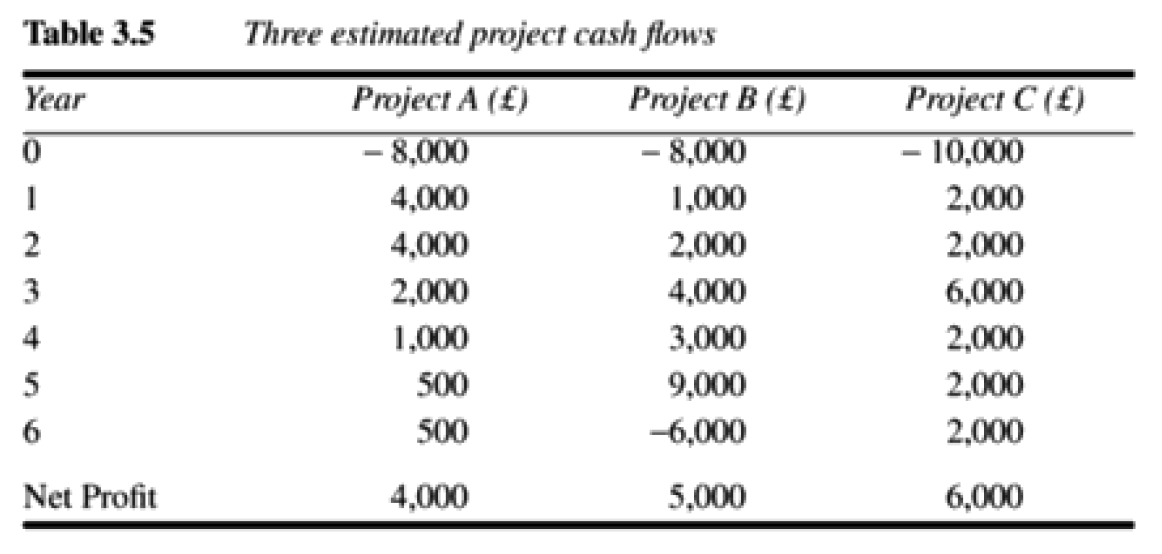 Table 3.5 Three estimated project cash flows
Year Project A (£) Project B (£) Project C (£)
0 – 8,000 – 8,000 – 10,000
1 4,000 1,000 2,000
2 4,000 2,000 2,000
3 2,000 4,000 6,000
4 1,000 3,000 2,000
5 500 9,000 2,000
6 500 –6,000 2,000
Net Profit 4,000 5,000 6,000